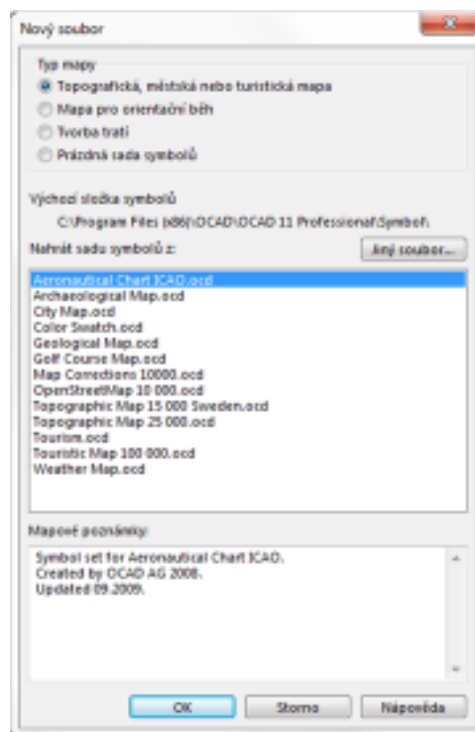 Nový soubor
Typ mapy
Topografická, městská nebo turistická mapa
Mapa pro orientační běh
Tvorba tratí
Prázdná sada symbolů
Výchozí složka symbolů
C:\Program Files (x86)\OCAD\OCAD 11 Professional\Symbol\
Nahrát sadu symbolů z:
Jiný soubor...
Aeronautical Chart ICAO.ocd
Archaeological Map.ocd
City Map.ocd
Color Swatch.ocd
Geological Map.ocd
Golf Course Map.ocd
Map Corrections 10000.ocd
OpenStreetMap 10 000.ocd
Topographic Map 15 000 Sweden.ocd
Topographic Map 25 000.ocd
Tourism.ocd
Touristic Map 100 000.ocd
Weather Map.ocd
Mapové poznámky:
Symbol set for Aeronautical Chart ICAO.
Created by OCAD AG 2008.
Updated 09.2009.
OK
Storno
Nápověda